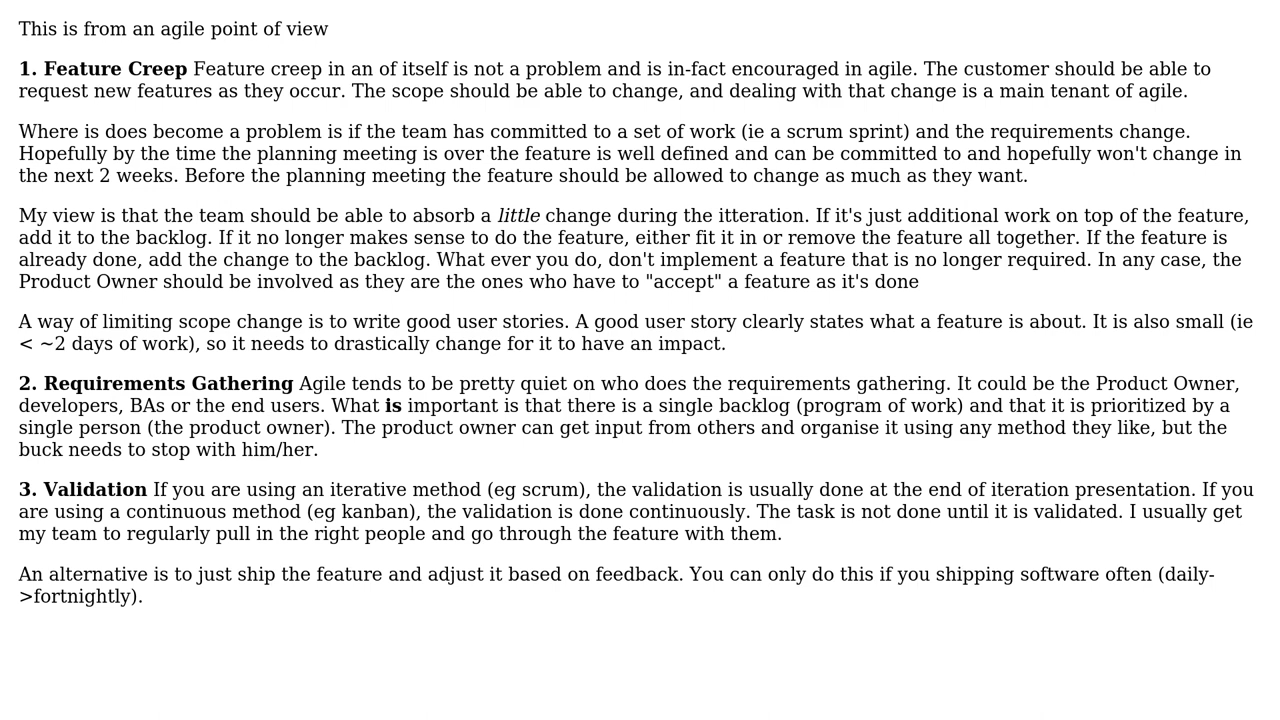 This is from an agile point of view
1. Feature Creep Feature creep in an of itself is not a problem and is in-fact encouraged in agile. The customer should be able to
request new features as they occur. The scope should be able to change, and dealing with that change is a main tenant of agile.
Where is does become a problem is if the team has committed to a set of work (ie a scrum sprint) and the requirements change.
Hopefully by the time the planning meeting is over the feature is well defined and can be committed to and hopefully won't change in
the next 2 weeks. Before the planning meeting the feature should be allowed to change as much as they want.
My view is that the team should be able to absorb a little change during the itteration. If it's just additional work on top of the feature,
add it to the backlog. If it no longer makes sense to do the feature, either fit it in or remove the feature all together. If the feature is
already done, add the change to the backlog. What ever you do, don't implement a feature that is no longer required. In any case, the
Product Owner should be involved as they are the ones who have to "accept" a feature as it's done
A way of limiting scope change is to write good user stories. A good user story clearly states what a feature is about. It is also small (ie
< ~2 days of work), so it needs to drastically change for it to have an impact.
2. Requirements Gathering Agile tends to be pretty quiet on who does the requirements gathering. It could be the Product Owner,
developers, BAs or the end users. What is important is that there is a single backlog (program of work) and that it is prioritized by a
single person (the product owner). The product owner can get input from others and organise it using any method they like, but the
buck needs to stop with him/her.
3. Validation If you are using an iterative method (eg scrum), the validation is usually done at the end of iteration presentation. If you
are using a continuous method (eg kanban), the validation is done continuously. The task is not done until it is validated. I usually get
my team to regularly pull in the right people and go through the feature with them.
An alternative is to just ship the feature and adjust it based on feedback. You can only do this if you shipping software often (daily-
>fortnightly).